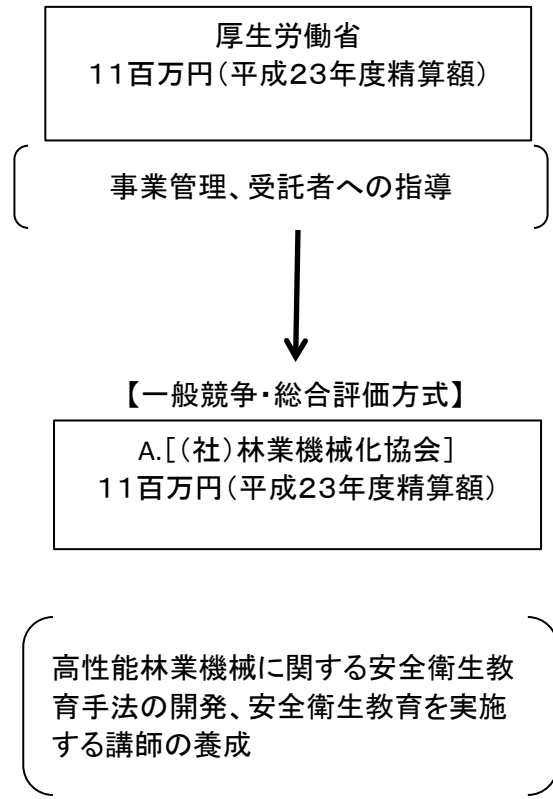 厚生労働省
11百万円(平成23年度精算額)
事業管理、受託者への指導
【一般競争・総合評価方式】
A.[(社)林業機械化協会]
11百万円(平成23年度精算額)
高性能林業機械に関する安全衛生教
育手法の開発、安全衛生教育を実施
する講師の養成